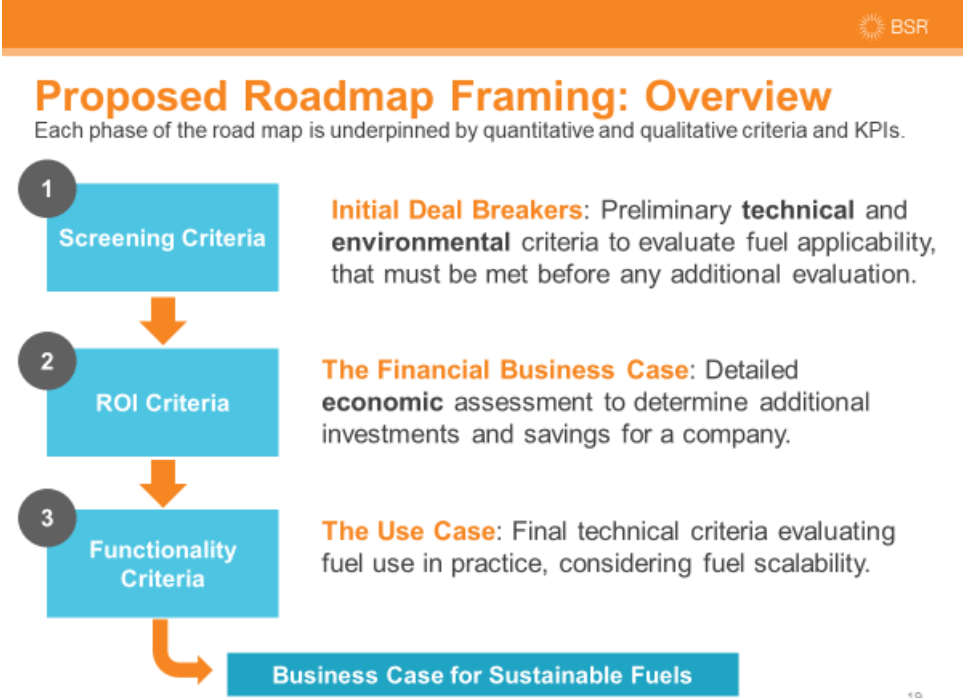 BSR
Proposed Roadmap Framing: Overview
Each phase of the road map is underpinned by quantitative and qualitative criteria and KPIs.
1
Screening Criteria
Initial Deal Breakers: Preliminary technical and
environmental criteria to evaluate fuel applicability,
that must be met before any additional evaluation.
2
ROI Criteria
The Financial Business Case: Detailed
economic assessment to determine additional
investments and savings for a company.
3
Functionality
Criteria
The Use Case: Final technical criteria evaluating
fuel use in practice, considering fuel scalability.
Business Case for Sustainable Fuels
19